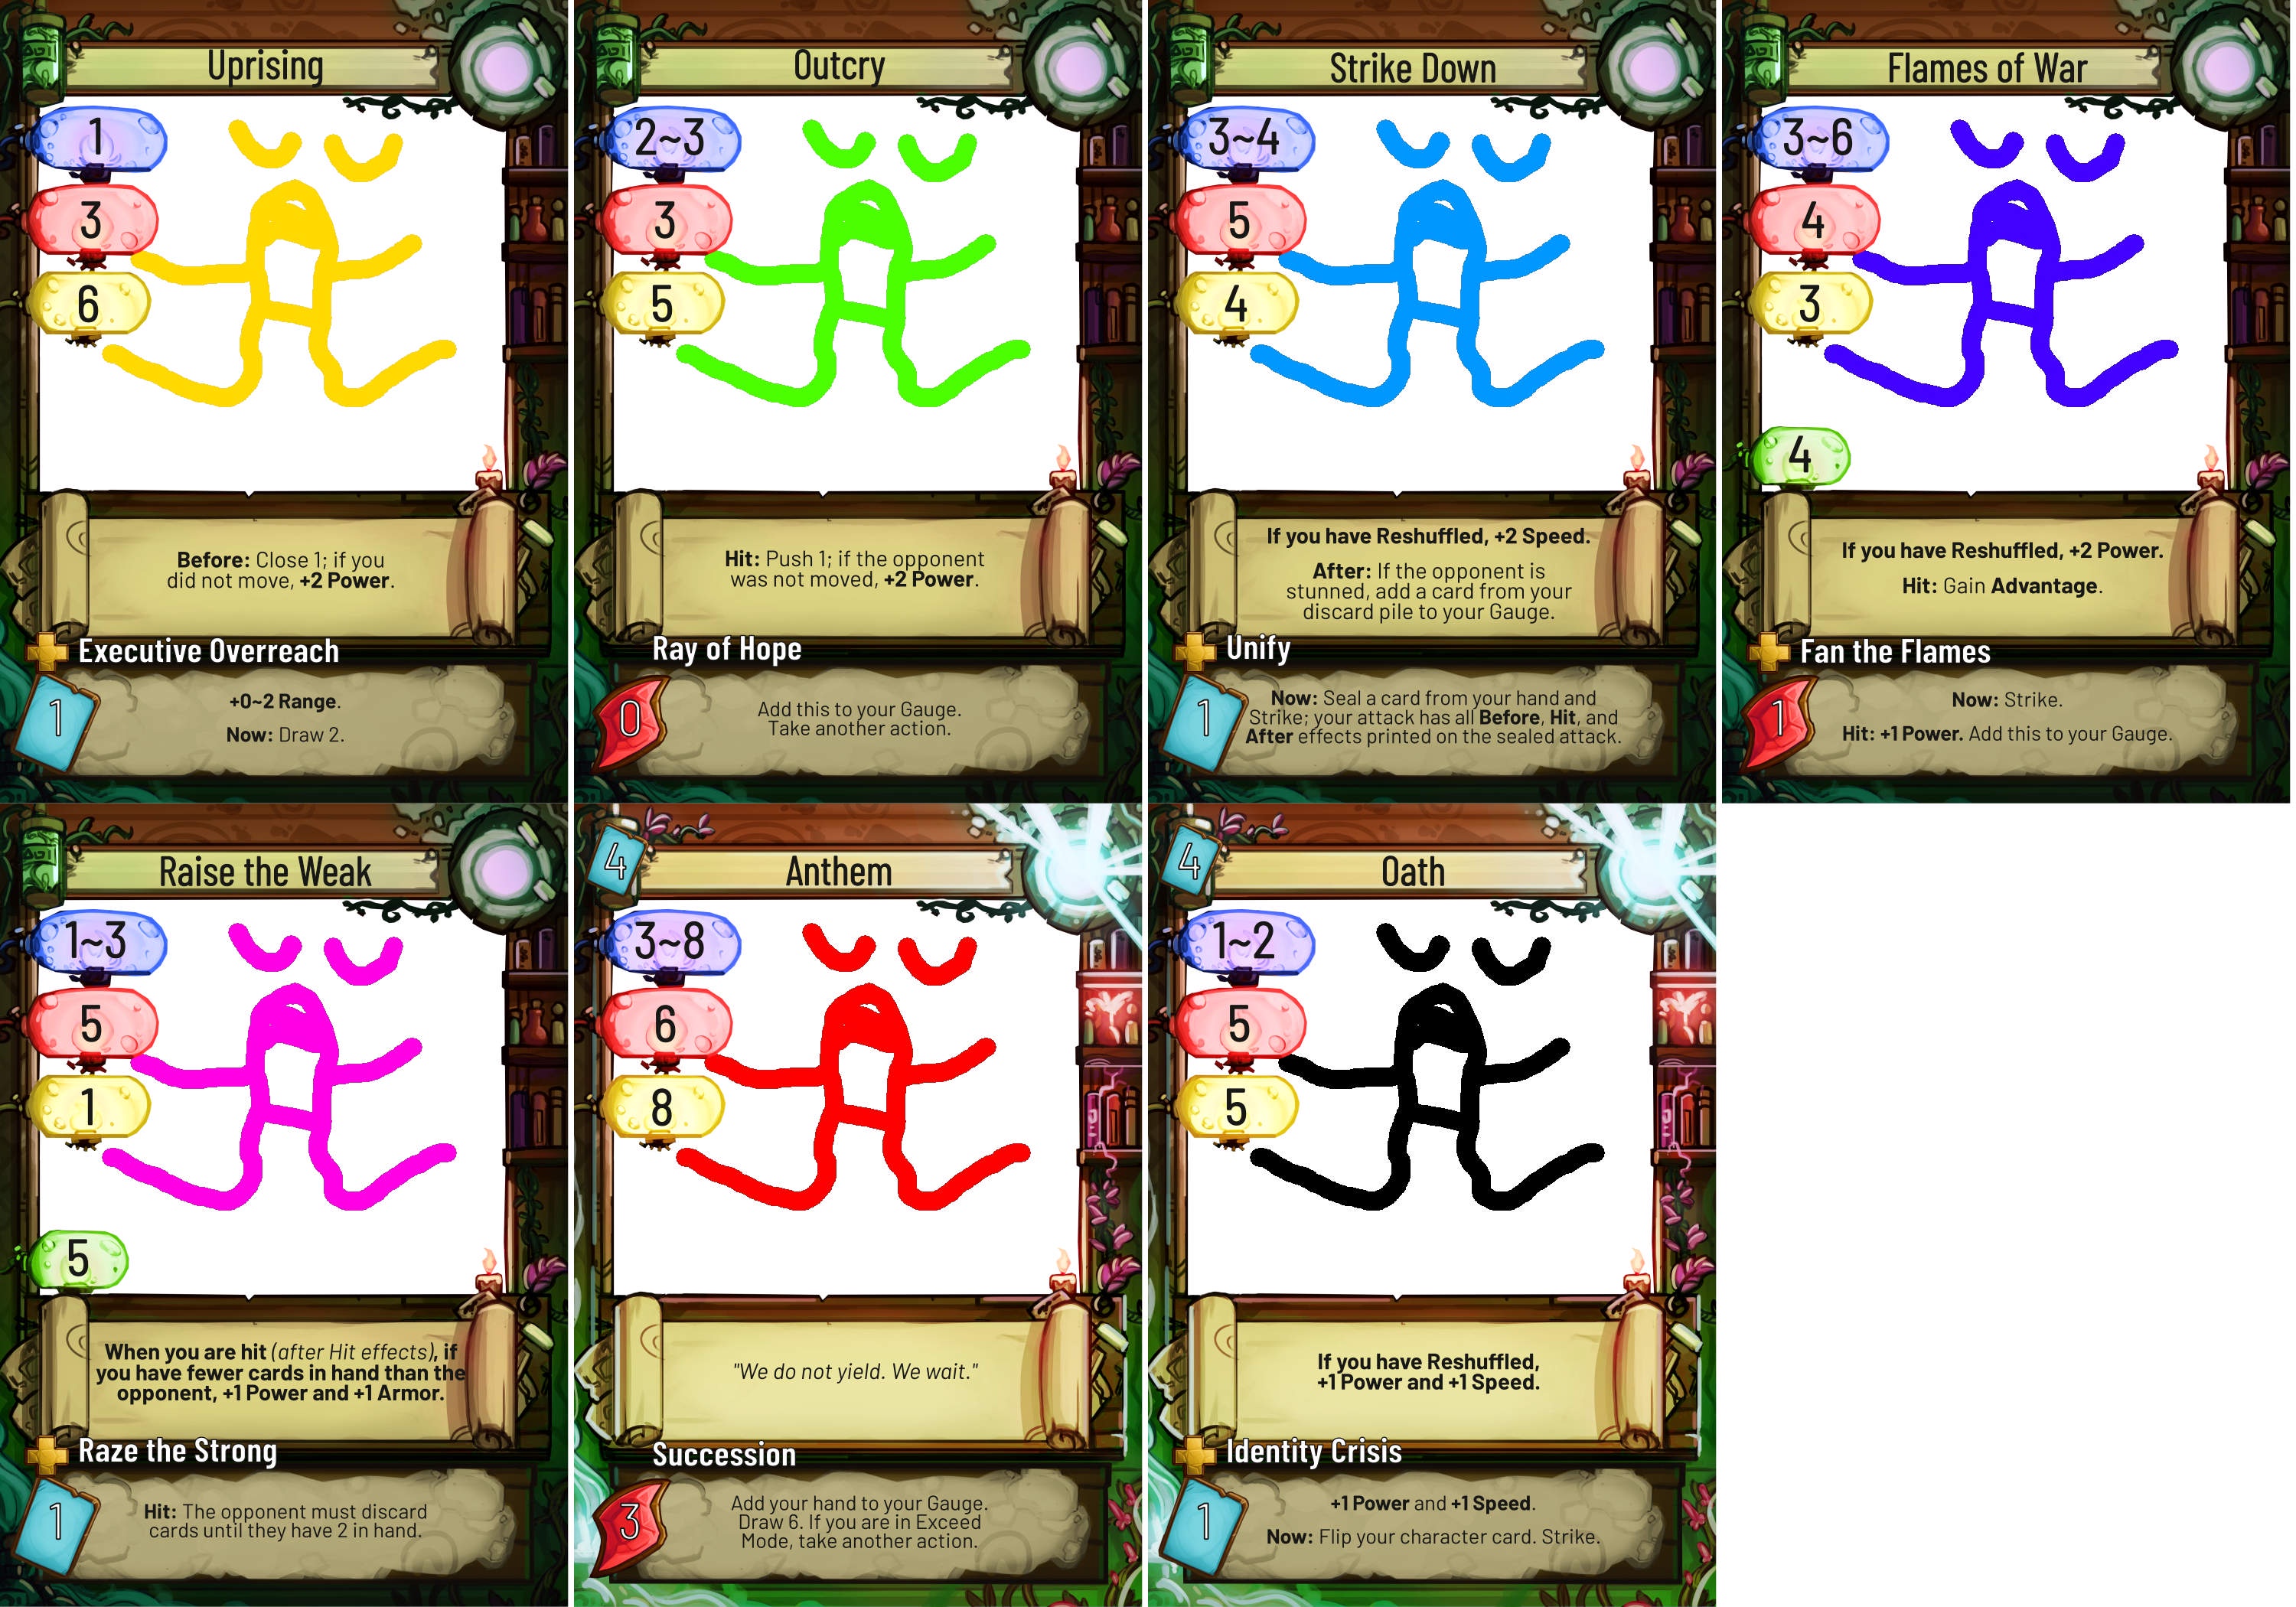 Uprising
1
3
6
Before: Close 1; if you
did not move, +2 Power.
Executive Overreach
1
+0~2 Range.
Now: Draw 2.
Outcry
2~3
3
5
Hit: Push 1; if the opponent
was not moved, +2 Power.
Ray of Hope
0
Add this to your Gauge.
Take another action.
Strike Down
3~4
5
4
If you have Reshuffled, +2 Speed.
After: If the opponent is
stunned, add a card from your
discard pile to your Gauge.
Unify
1
Now: Seal a card from your hand and
Strike; your attack has all Before, Hit, and
After effects printed on the sealed attack.
Flames of War
3~6
4
3
4
If you have Reshuffled, +2 Power.
Hit: Gain Advantage.
Fan the Flames
1
Now: Strike.
Hit: +1 Power. Add this to your Gauge.
Raise the Weak
1~3
5
1
5
When you are hit (after Hit effects), if
you have fewer cards in hand than the
opponent, +1 Power and +1 Armor.
Raze the Strong
1
Hit: The opponent must discard
cards until they have 2 in hand.
4
Anthem
3~8
6
8
"We do not yield. We wait."
Succession
3
Add your hand to your Gauge.
Draw 6. If you are in Exceed
Mode, take another action.
4
Oath
1~2
5
5
If you have Reshuffled,
+1 Power and +1 Speed.
Identity Crisis
1
+1 Power and +1 Speed.
Now: Flip your character card. Strike.